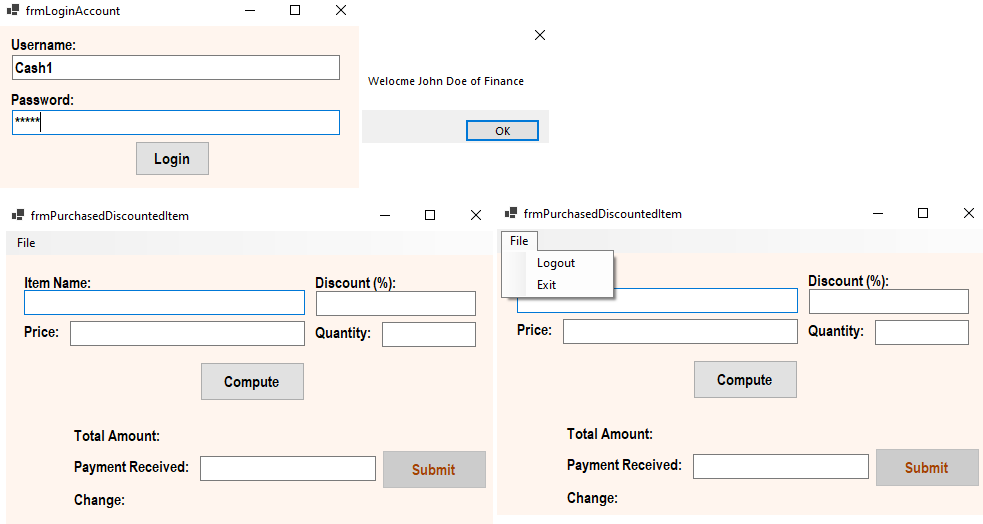 frmLoginAccount
Username:
Cash1
Password:
*****
Login
Welocme John Doe of Finance
OK
frmPurchasedDiscountedItem
File
Item Name:
Discount (%):
Price:
Quantity:
Compute
Total Amount:
Payment Received:
Submit
Change:
frmPurchasedDiscountedItem
File
Logout
Exit
Discount (%):
Price:
Quantity:
Compute
Total Amount:
Payment Received:
Submit
Change: